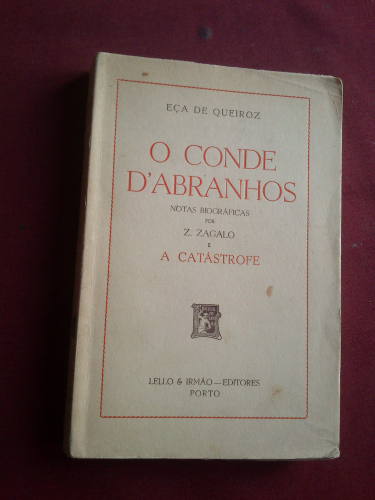 EÇA DE QUEIROZ
O CONDE
D'ABRANHOS
NOTAS BIOGRÁFICAS
POR
Z. ZAGALO
E
A CATÁSTROFE
LELLO & IRMÃO—EDITORES
PORTO